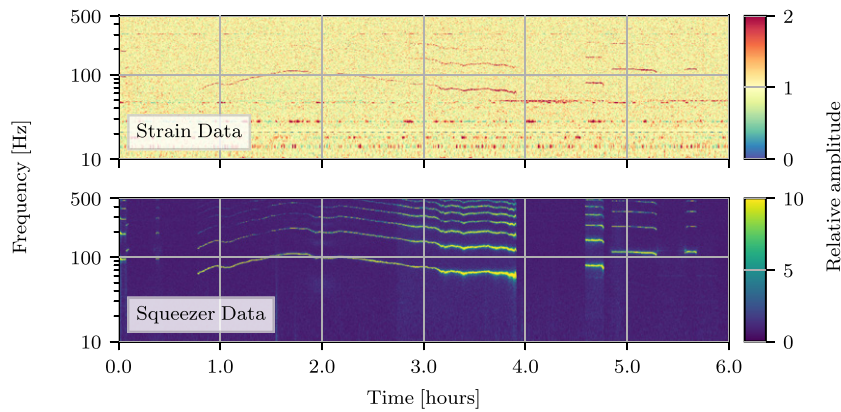 500
100
10
Strain Data
2
1
0
500
100
10
Squeezer Data
10
5
0
0.0 1.0 2.0 3.0 4.0 5.0 6.0
Time [hours]
Frequency [Hz]
Relative amplitude